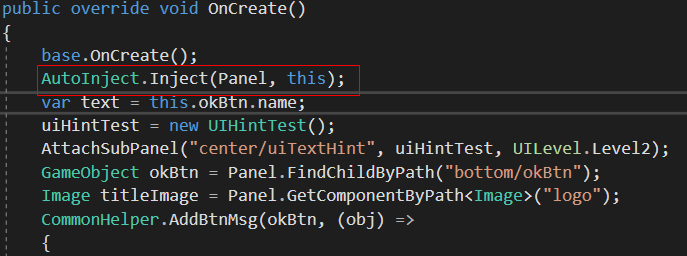 public override void OnCreate()
{
base.OnCreate();
AutoInject.Inject(Panel, this);
var text = this.okBtn.name;
uiHintTest = new UIHintTest();
AttachSubPanel("center/uiTextHint", uiHintTest, UILevel.Level2);
GameObject okBtn = Panel.FindChildByPath("bottom/okBtn");
Image titleImage = Panel.GetComponentByPath<Image>("logo");
CommonHelper.AddBtnMsg(okBtn, (obj) =>
{